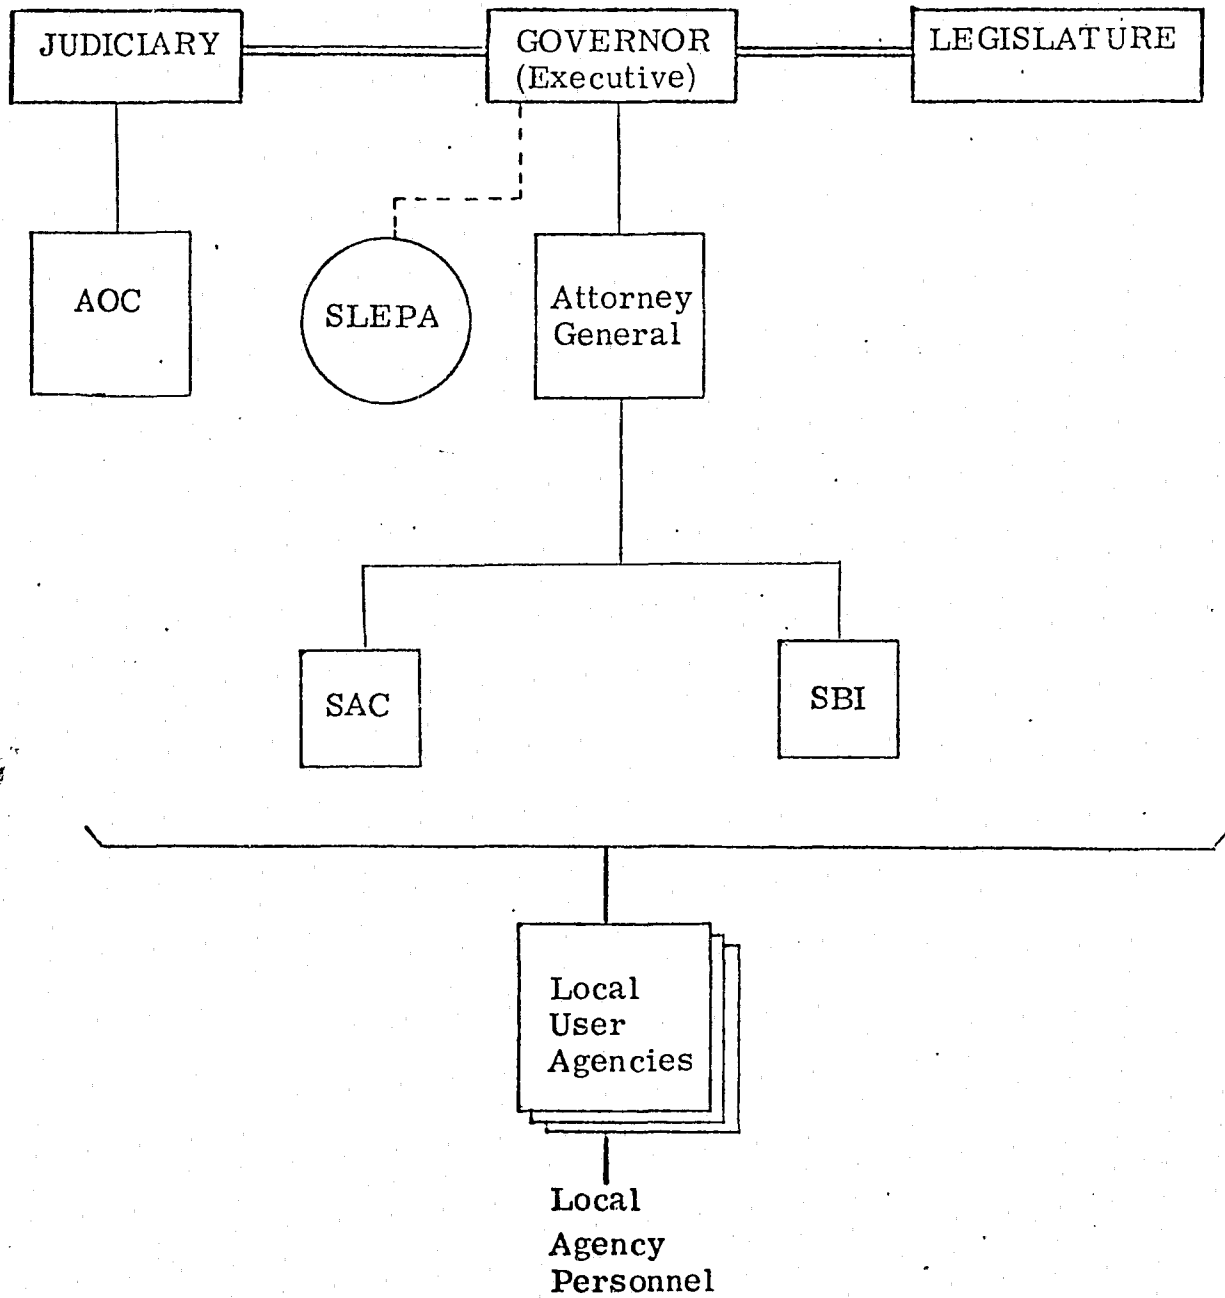 JUDICIARY
GOVERNOR
(Executive)
LEGISLATURE
AOC
SLEPA
Attorney
General
SAC
SBI
Local
User
Agencies
Local
Agency
Personnel